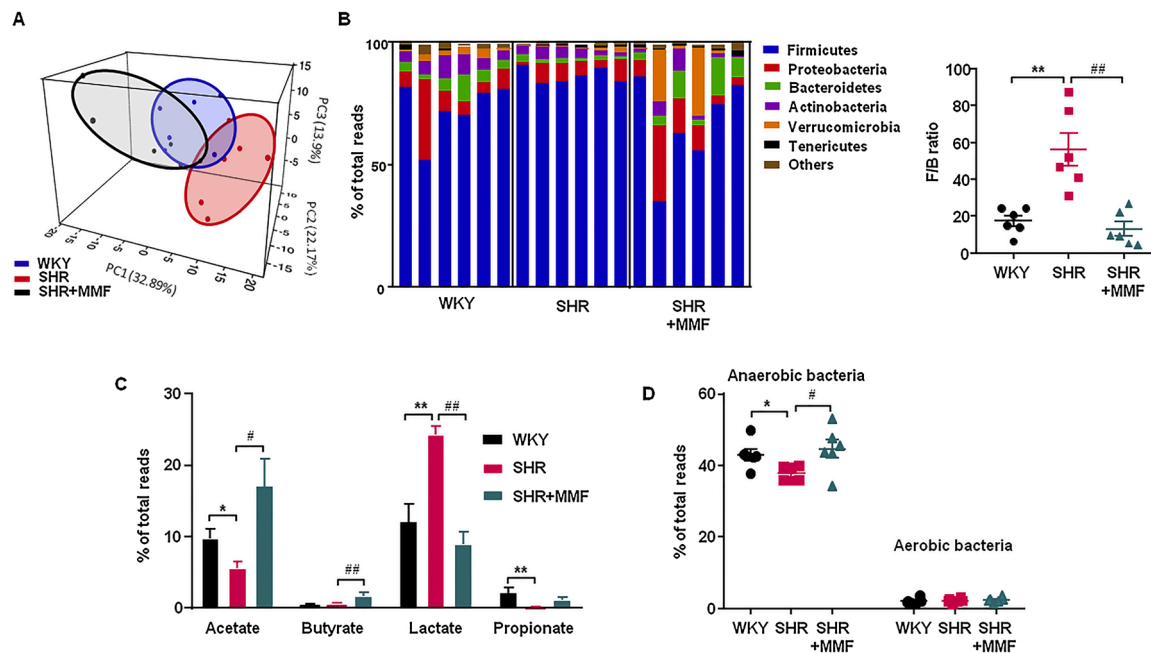 A
15
10
5
0
-5
PC3 (13.9%)
10
5
0
-5
-10
-15
PC2 (22.17%)
-20
-15
-10
-5
0
5
10
15
20
PC1(32.89%)
WKY
SHR
SHR+MMF
B
100
50
0
% of total reads
WKY
SHR
SHR
+MMF
Firmicutes
Proteobacteria
Bacteroidetes
Actinobacteria
Verrucomicrobia
Tenericutes
Others
100
80
60
40
20
0
F/B ratio
**
##
WKY
SHR
SHR
+MMF
C
30
20
10
0
% of total reads
*
#
##
**
##
**
WKY
SHR
SHR+MMF
Acetate
Butyrate
Lactate
Propionate
D
Anaerobic bacteria
60
40
20
0
% of total reads
*
#
Aerobic bacteria
WKY
SHR
SHR
+MMF
WKY
SHR
SHR
+MMF